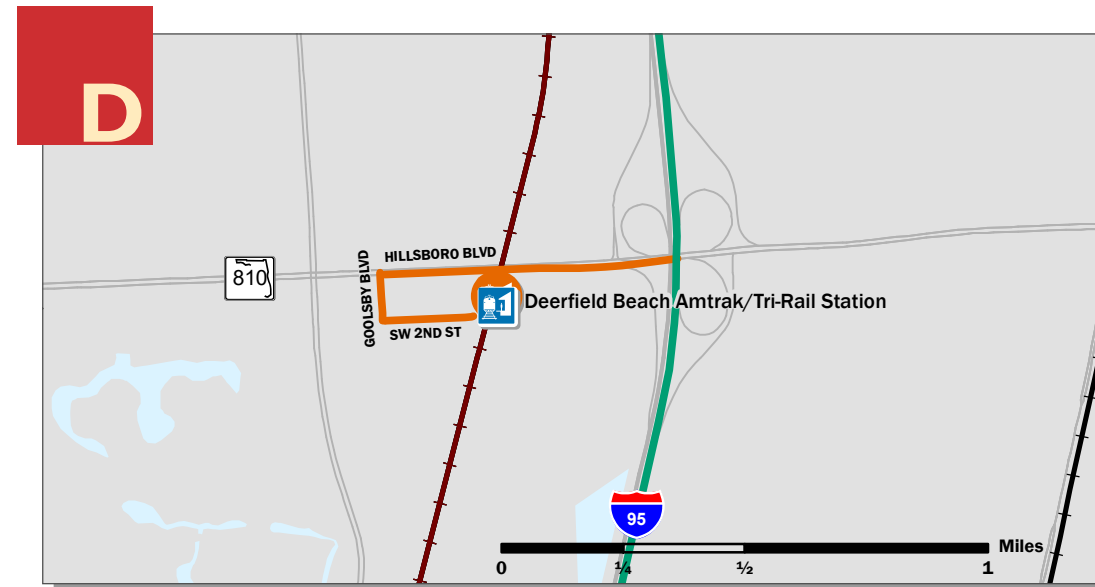 D
HILLSBORO BLVD
GOOLSBY BLVD
810
Deerfield Beach Amtrak/Tri-Rail Station
SW 2ND ST
95
Miles
0 ¼ ½ 1